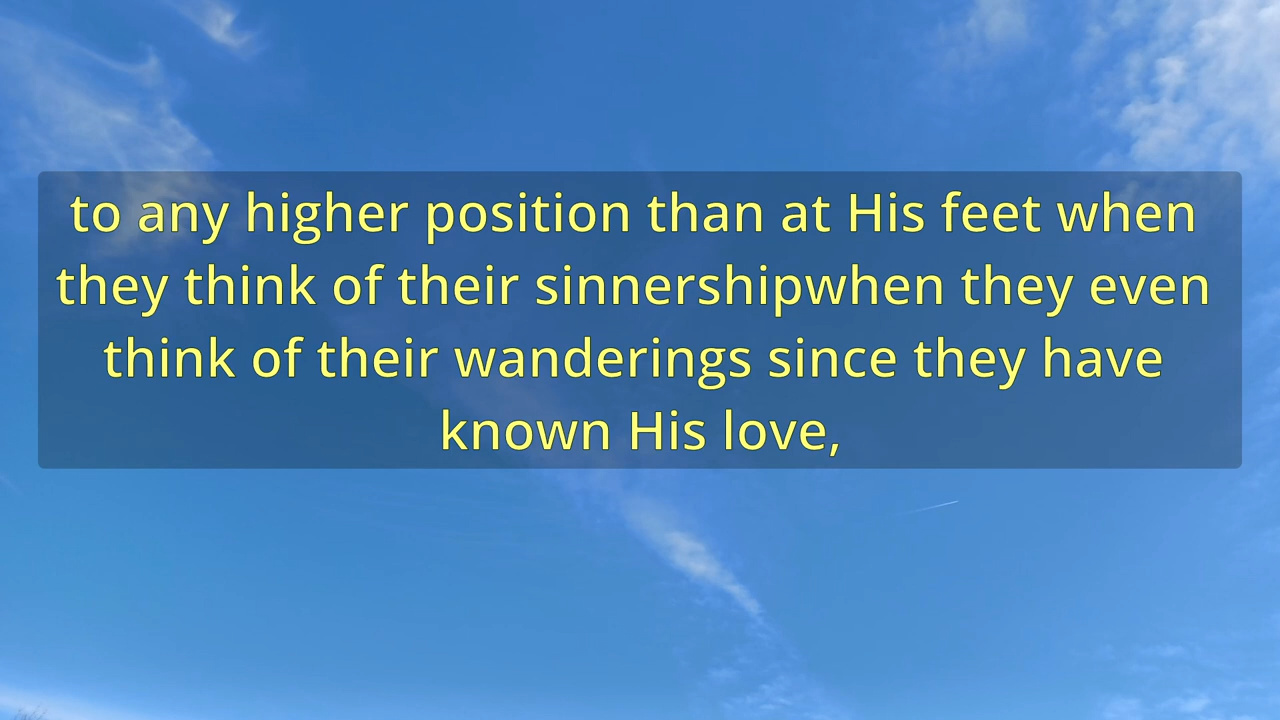 to any higher position than at His feet when
they think of their sinnershipwhen they even
think of their wanderings since they have
known His love,